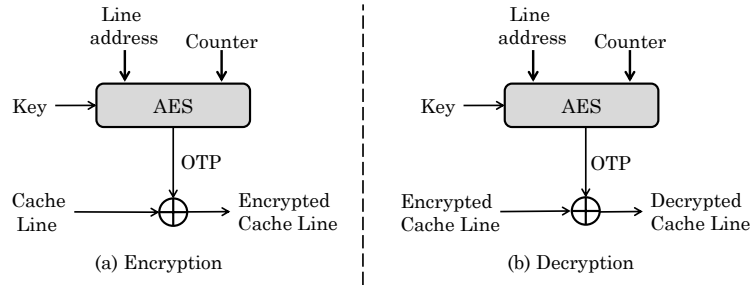 Line
address
Counter
Key
AES
OTP
Cache
Line
Encrypted
Cache Line
(a) Encryption
Line
address
Counter
Key
AES
OTP
Encrypted
Cache Line
Decrypted
Cache Line
(b) Decryption